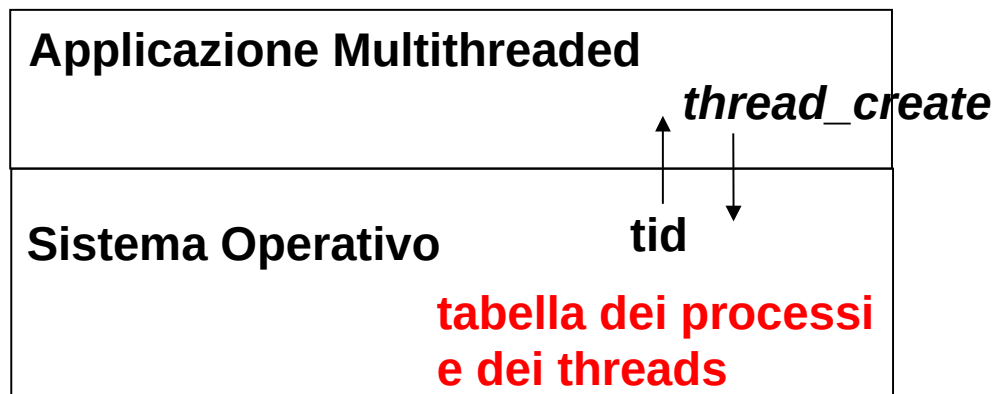 Applicazione Multithreaded
thread_create
Sistema Operativo
tid
tabella dei processi
e dei threads